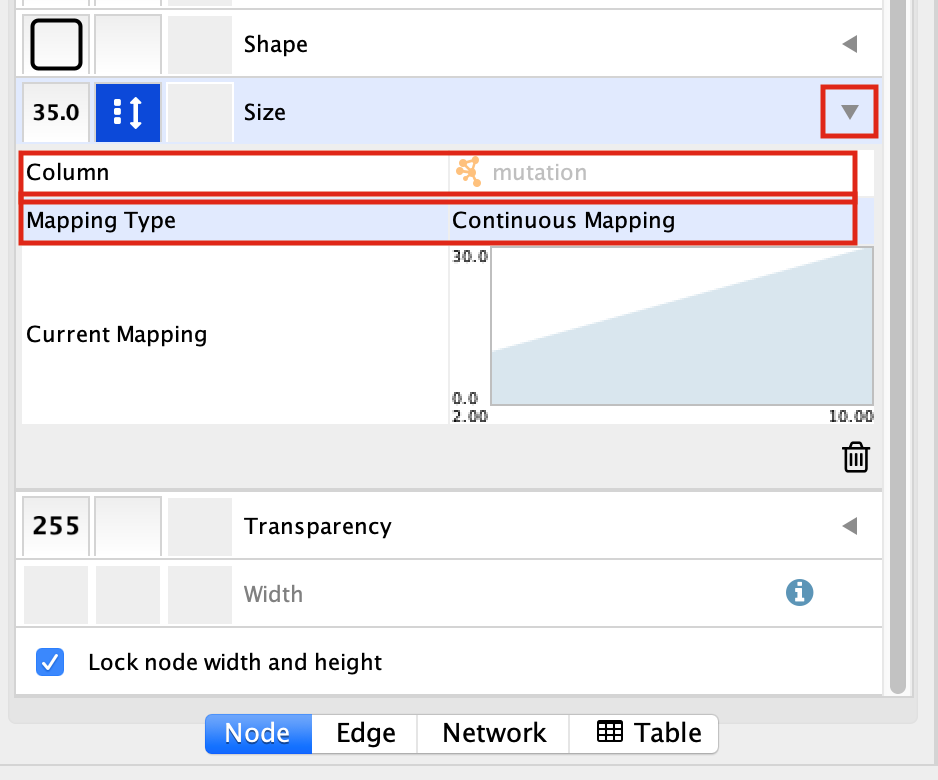 Shape
35.0 Size
Column mutation
Mapping Type Continuous Mapping
30.0
Current Mapping
0.0
2.00 10.00
255 Transparency
Width
Lock node width and height
Node Edge Network Table